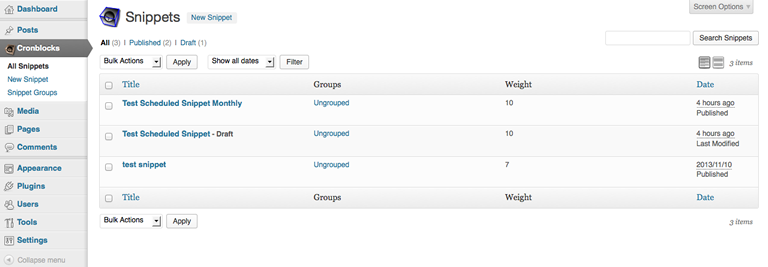 Dashboard
Posts
Cronblocks
All Snippets
New Snippet
Snippet Groups
Media
Pages
Comments
Appearance
Plugins
Users
Tools
Settings
Collapse menu
Screen Options
Snippets New Snippet
All (3) | Published (2) | Draft (1)
Search Snippets
Bulk Actions Apply Show all dates Filter 3 items
Title Groups Weight Date
Test Scheduled Snippet Monthly Ungrouped 10 4 hours ago
Published
Test Scheduled Snippet - Draft Ungrouped 10 4 hours ago
Last Modified
test snippet Ungrouped 7 2013/11/10
Published
Title Groups Weight Date
Bulk Actions Apply 3 items